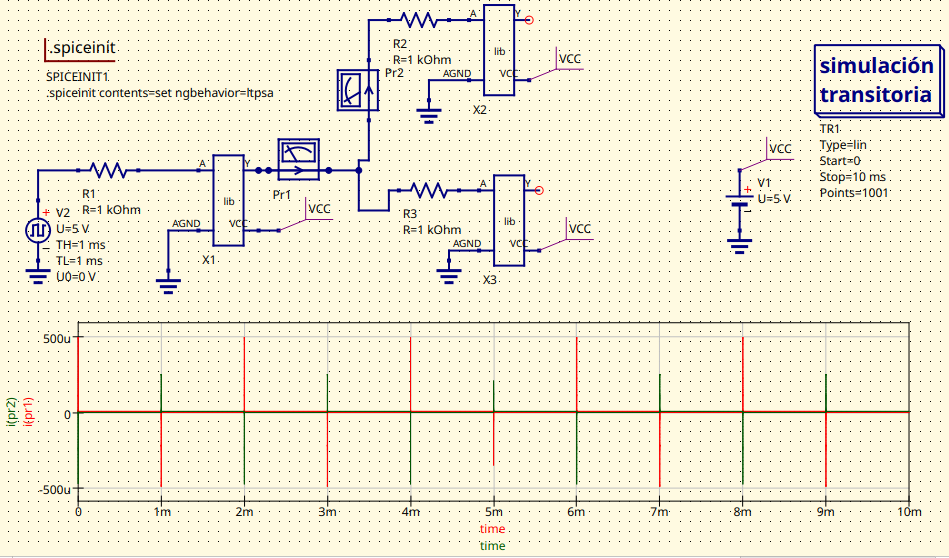 .spiceinit
SPICEINIT1
.spiceinit contents=set ngbehavior=ltpsa
R2
R=1 kOhm
Pr2
A
Y
lib
AGND
VCC
VCC
X2
simulación
transitoria
TR1
Type=lin
Start=0
Stop=10 ms
Points=1001
R1
R=1 kOhm
V2
U=5 V
TH=1 ms
TL=1 ms
U0=0 V
A
Y
lib
AGND
VCC
VCC
X1
Pr1
R3
R=1 kOhm
A
Y
lib
AGND
VCC
VCC
X3
VCC
V1
U=5 V
i(pr2)
i(pr1)
500u
0
-500u
0
1m
2m
3m
4m
5m
6m
7m
8m
9m
10m
time
time